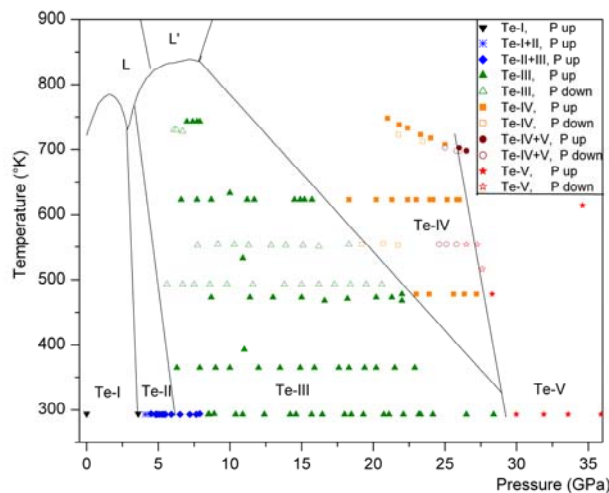 900
800
700
600
500
400
300
Temperature (°K)
L'
L
Te-I, P up
Te-I+II, P up
Te-II+III, P up
Te-III, P up
Te-III, P down
Te-IV, P up
Te-IV, P down
Te-IV+V, P up
Te-IV+V, P down
Te-V, P up
Te-V, P down
Te-IV
Te-I
Te-II
Te-III
Te-V
0 5 10 15 20 25 30 35
Pressure (GPa)